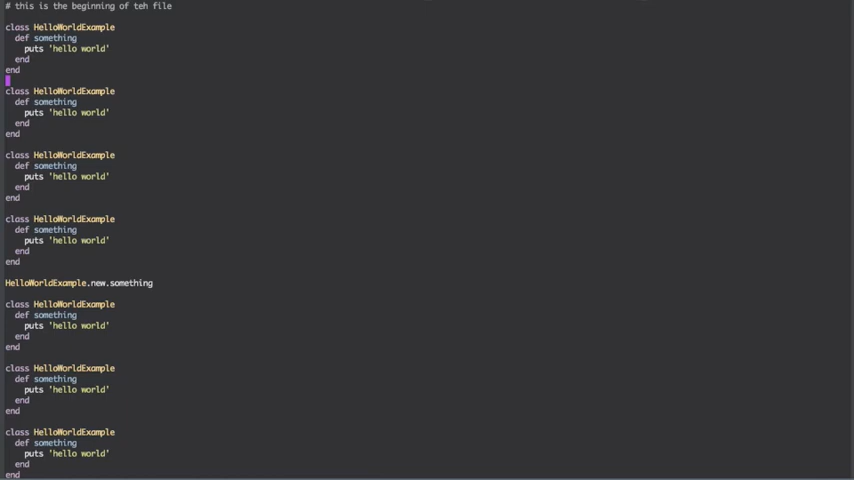 # this is the beginning of teh file
class HelloWorldExample
  def something
    puts 'hello world'
  end
end
class HelloWorldExample
  def something
    puts 'hello world'
  end
end
class HelloWorldExample
  def something
    puts 'hello world'
  end
end
class HelloWorldExample
  def something
    puts 'hello world'
  end
end
HelloWorldExample.new.something
class HelloWorldExample
  def something
    puts 'hello world'
  end
end
class HelloWorldExample
  def something
    puts 'hello world'
  end
end
class HelloWorldExample
  def something
    puts 'hello world'
  end
end